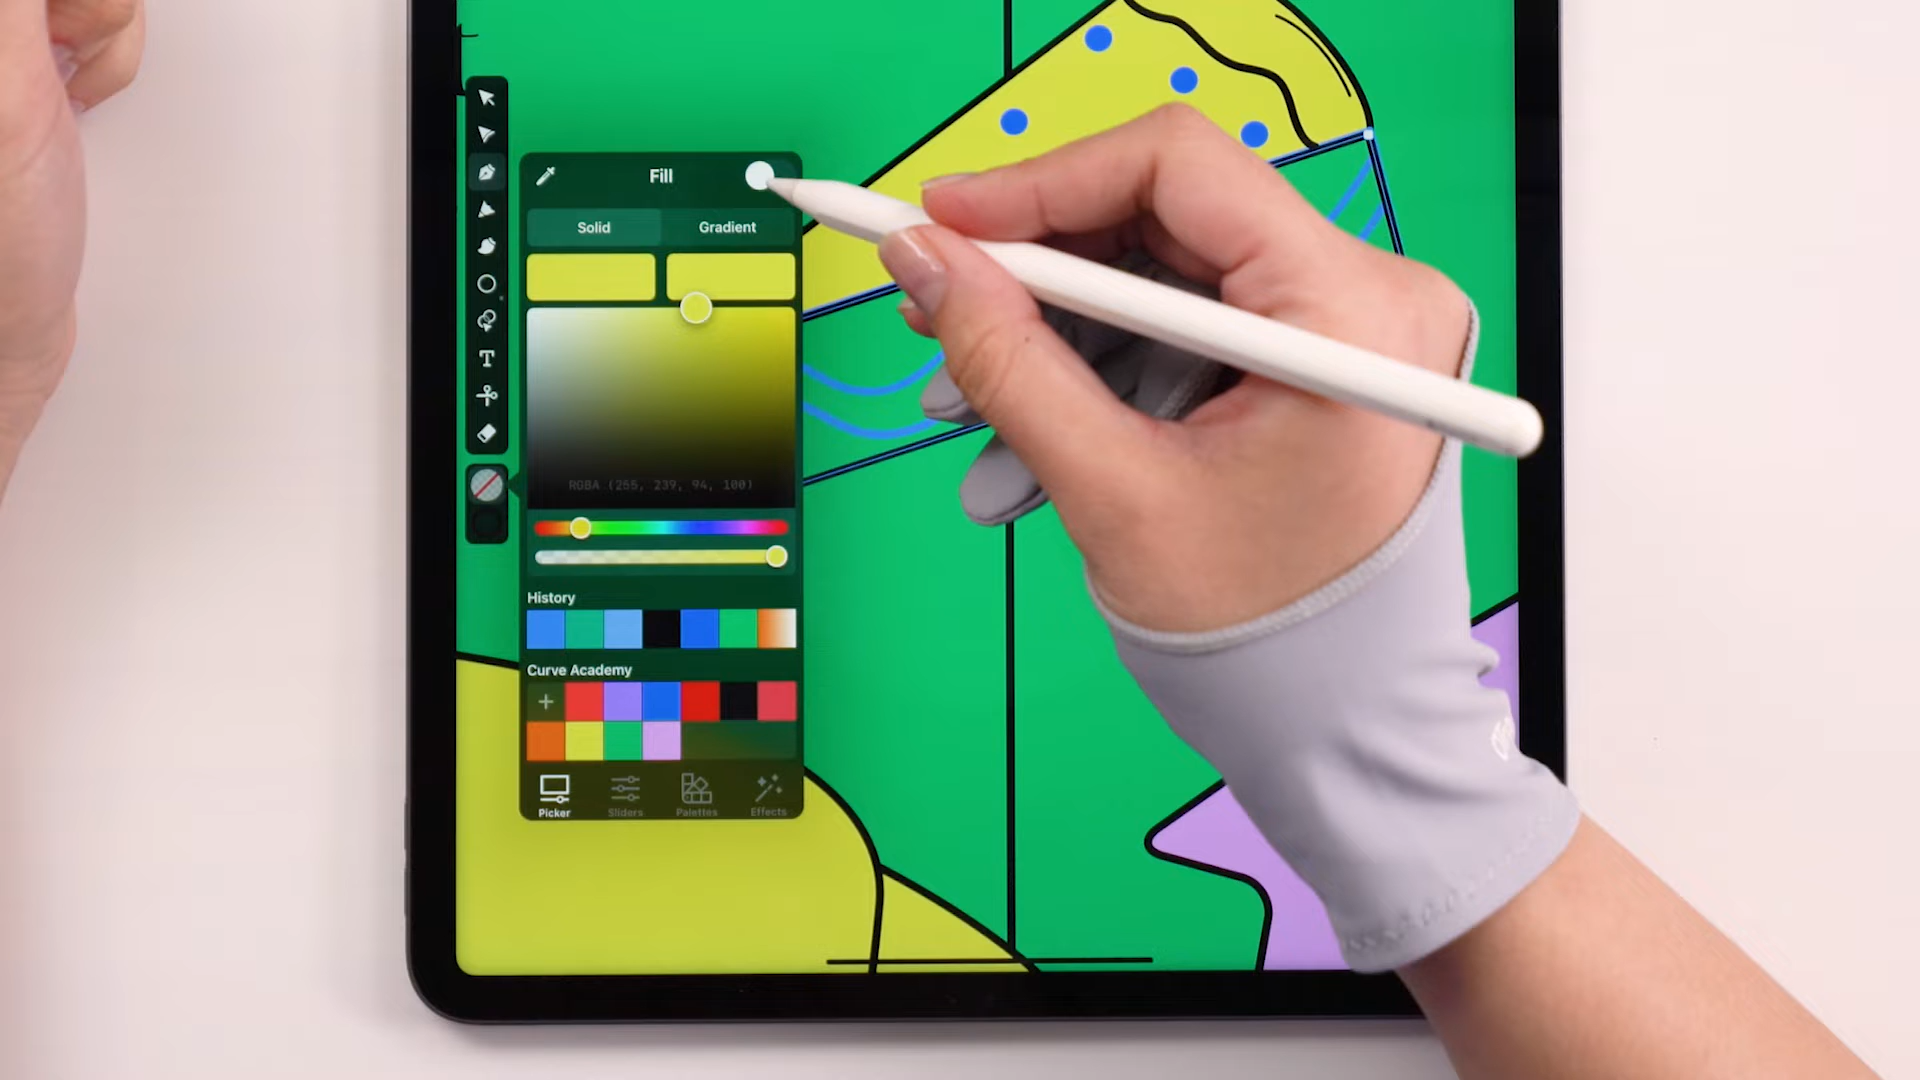 Fill
Solid
Gradient
RGBA (255, 239, 94, 100)
History
Curve Academy
Picker
Sliders
Palettes
Effects